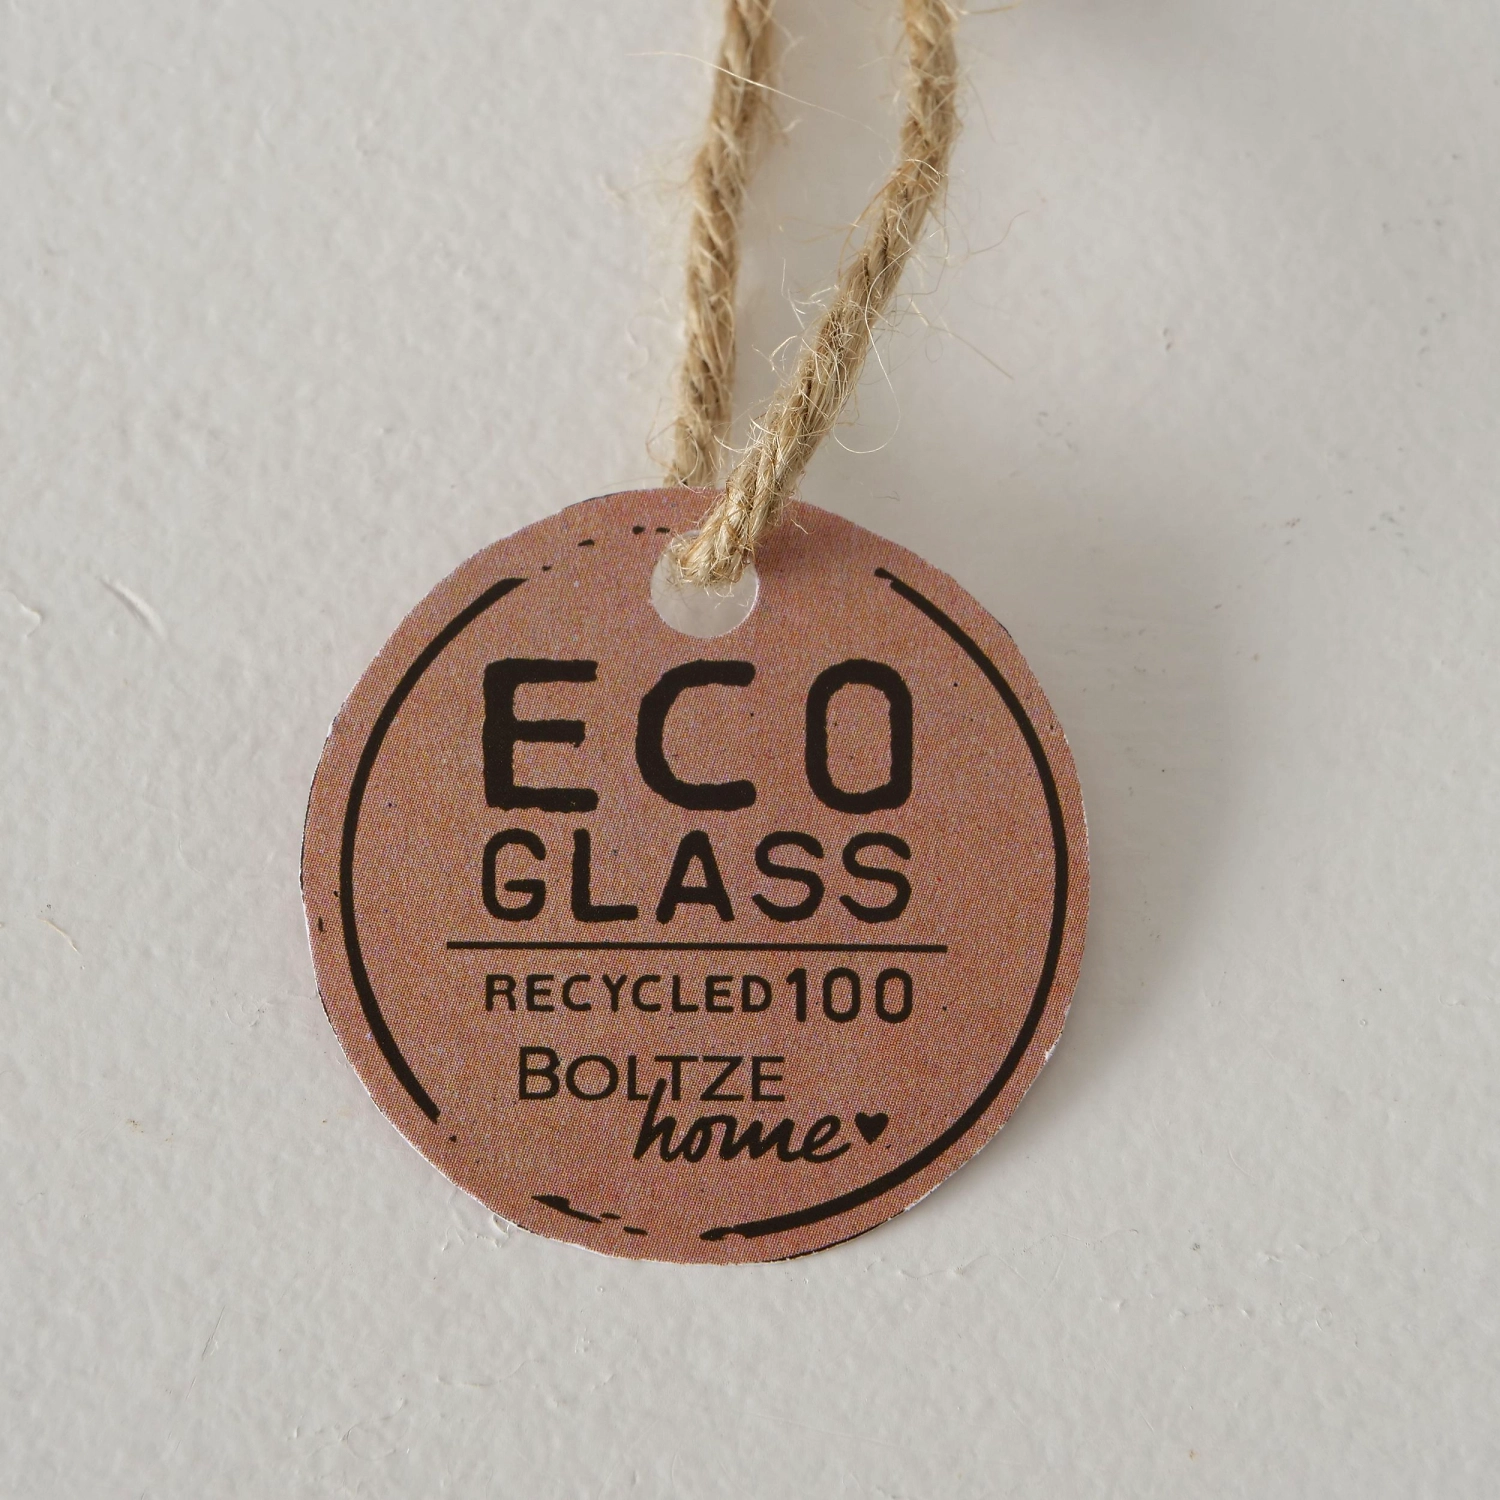 ECO
GLASS
RECYCLED 100
BOLTZE
home♥